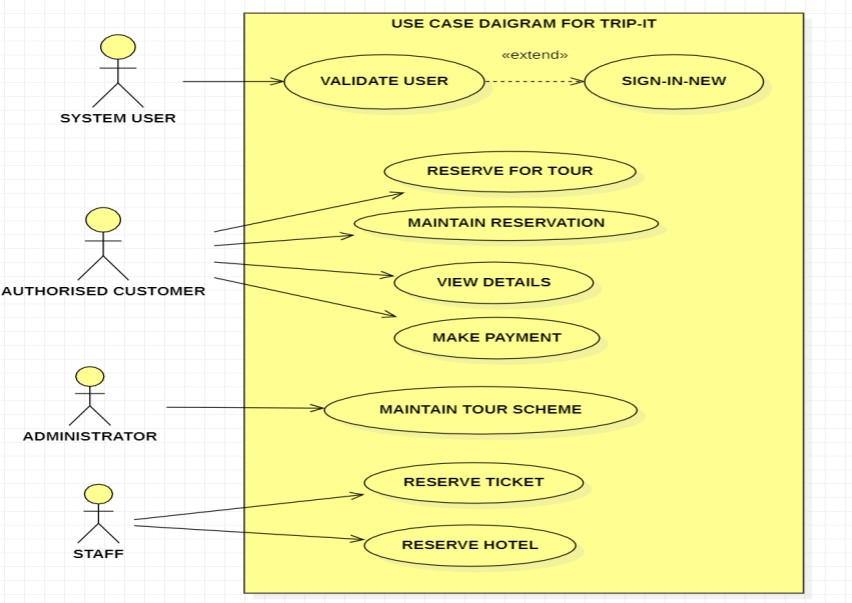 USE CASE DAIGRAM FOR TRIP-IT
«extend»
VALIDATE USER
SIGN-IN-NEW
SYSTEM USER
RESERVE FOR TOUR
MAINTAIN RESERVATION
VIEW DETAILS
AUTHORISED CUSTOMER
MAKE PAYMENT
MAINTAIN TOUR SCHEME
ADMINISTRATOR
RESERVE TICKET
RESERVE HOTEL
STAFF